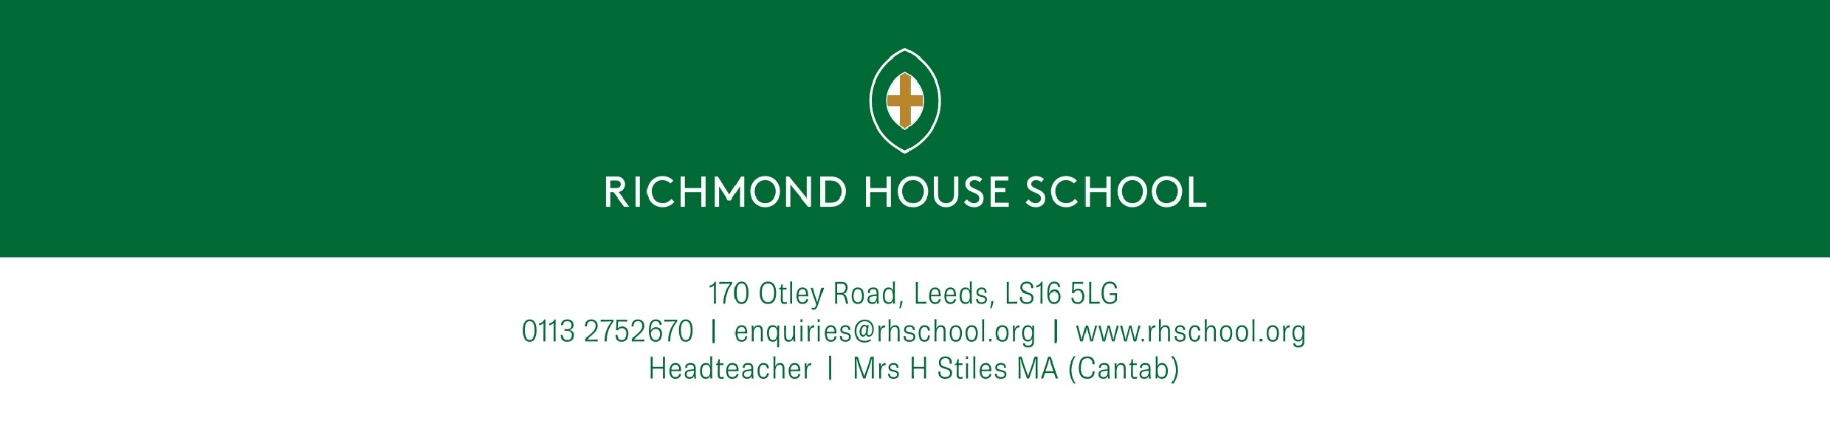 RICHMOND HOUSE SCHOOL
170 Otley Road, Leeds, LS16 5LG
0113 2752670 | enquiries@rhschool.org | www.rhschool.org
Headteacher | Mrs H Stiles MA (Cantab)